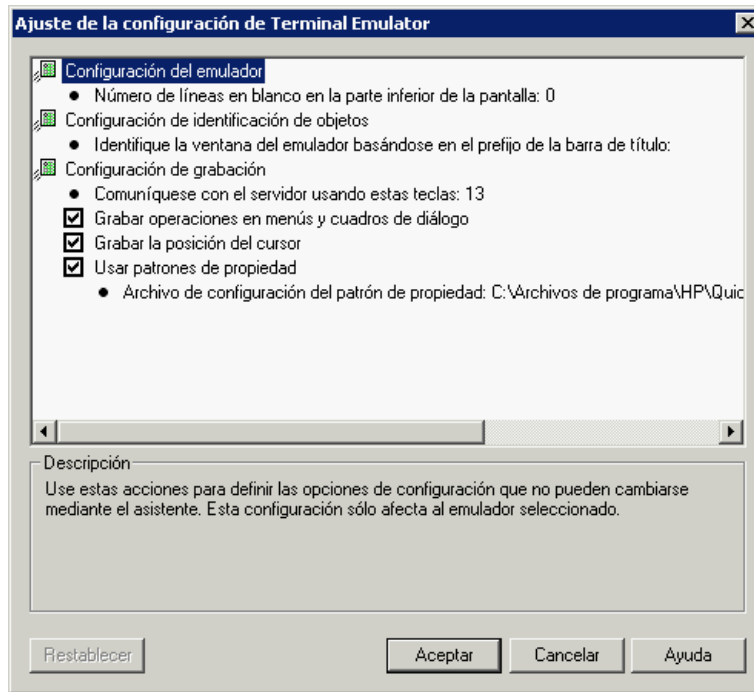 Ajuste de la configuración de Terminal Emulator
Configuración del emulador
Número de líneas en blanco en la parte inferior de la pantalla: 0
Configuración de identificación de objetos
Identifique la ventana del emulador basándose en el prefijo de la barra de título:
Configuración de grabación
Comuníquese con el servidor usando estas teclas: 13
Grabar operaciones en menús y cuadros de diálogo
Grabar la posición del cursor
Usar patrones de propiedad
Archivo de configuración del patrón de propiedad: C:\Archivos de programa\HP\Quic
Descripción
Use estas acciones para definir las opciones de configuración que no pueden cambiarse
mediante el asistente. Esta configuración sólo afecta al emulador seleccionado.
Restablecer Aceptar Cancelar Ayuda